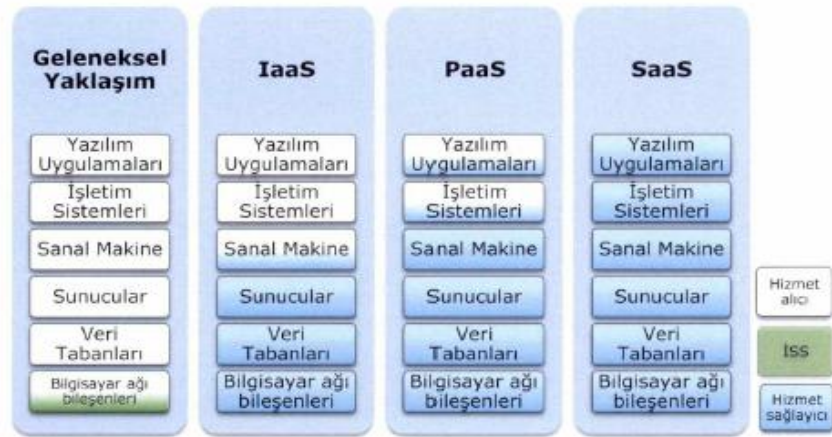 Geleneksel
Yaklaşım
Yazılım
Uygulamaları
İşletim
Sistemleri
Sanal Makine
Sunucular
Veri
Tabanları
Bilgisayar ağı
bileşenleri
IaaS
Yazılım
Uygulamaları
İşletim
Sistemleri
Sanal Makine
Sunucular
Veri
Tabanları
Bilgisayar ağı
bileşenleri
PaaS
Yazılım
Uygulamaları
İşletim
Sistemleri
Sanal Makine
Sunucular
Veri
Tabanları
Bilgisayar ağı
bileşenleri
SaaS
Yazılım
Uygulamaları
İşletim
Sistemleri
Sanal Makine
Sunucular
Veri
Tabanları
Bilgisayar ağı
bileşenleri
Hizmet
alıcı
İSS
Hizmet
sağlayıcı